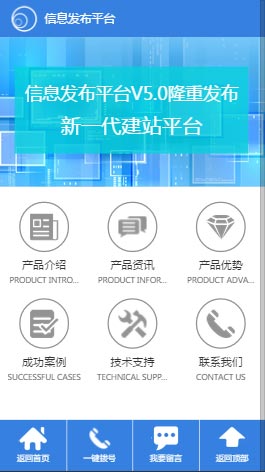 信息发布平台
信息发布平台V5.0隆重发布
新一代建站平台
产品介绍 产品资讯 产品优势
PRODUCT INTRO... PRODUCT INFOR... PRODUCT ADVA...
成功案例 技术支持 联系我们
SUCCESSFUL CASES TECHNICAL SUPP... CONTACT US
返回首页 一键拨号 我要留言 返回顶部